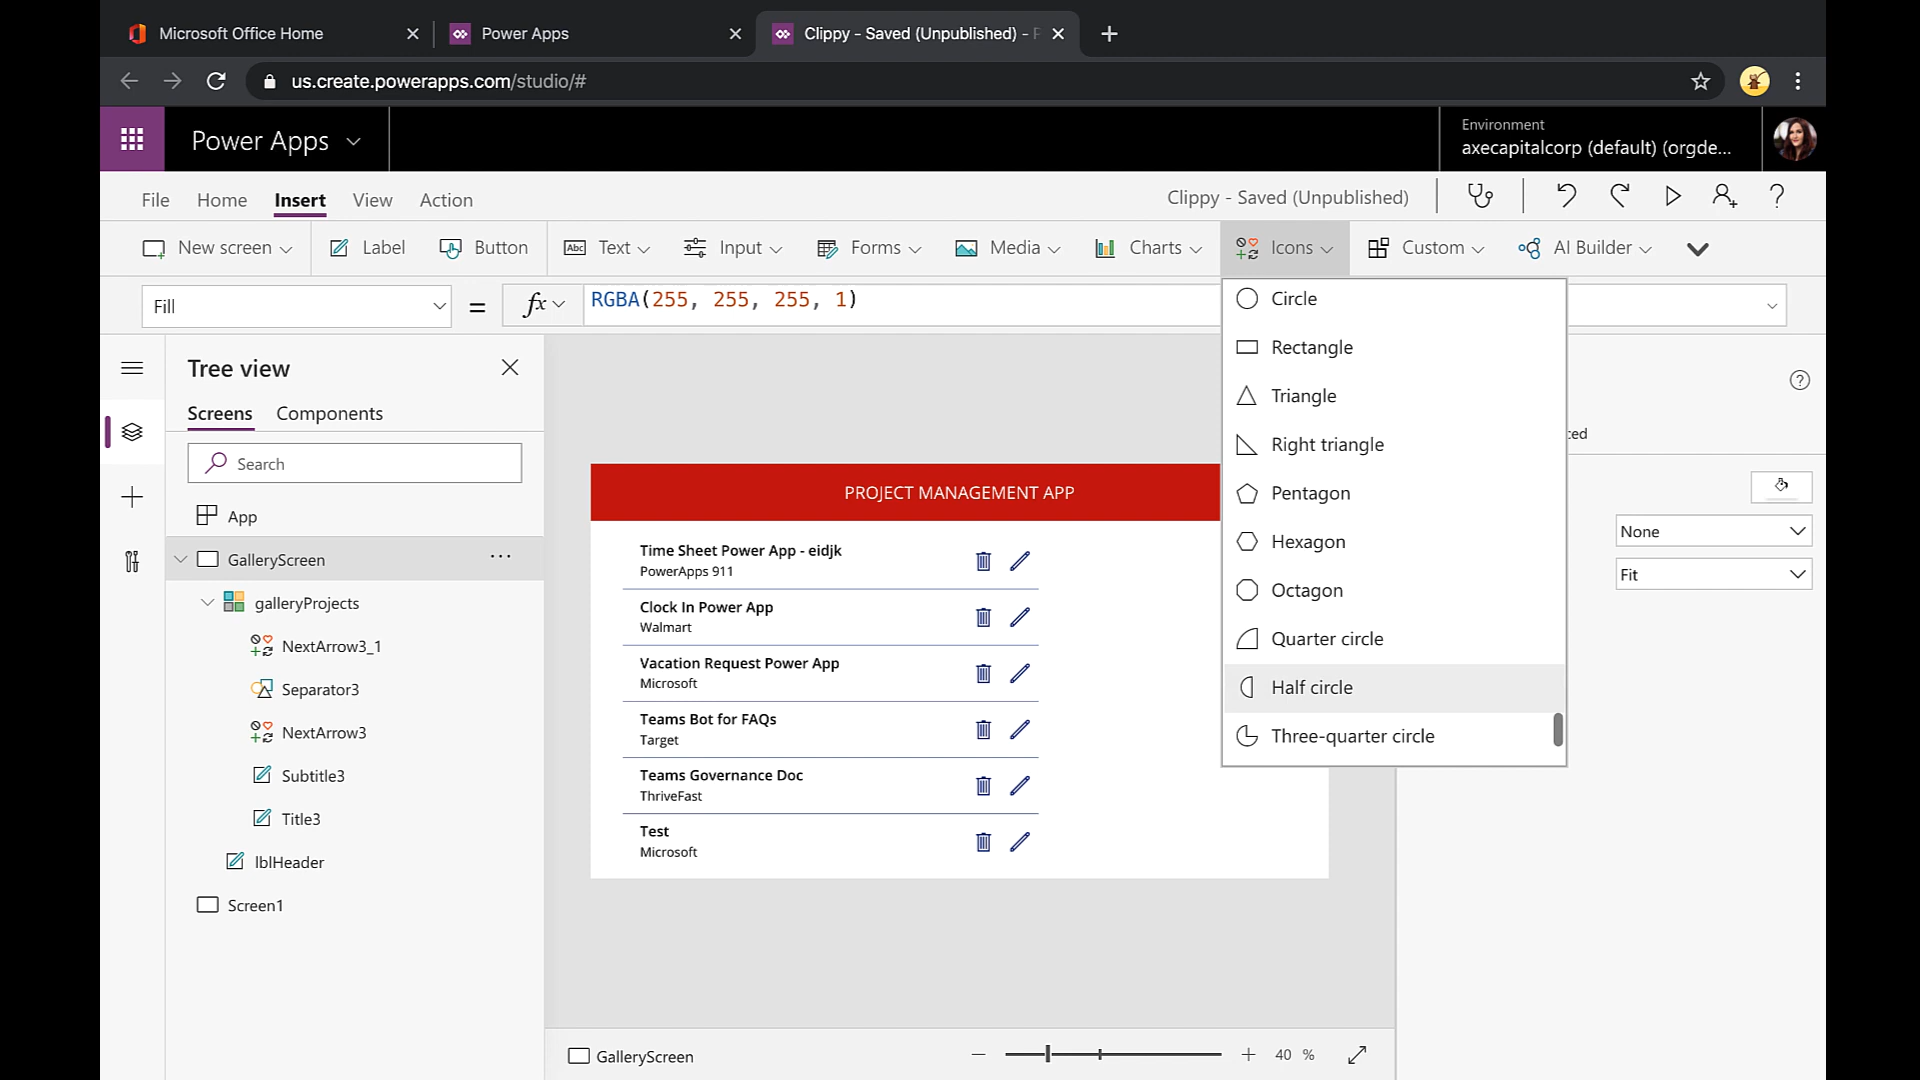 Microsoft Office Home
Power Apps
Clippy - Saved (Unpublished) - P
us.create.powerapps.com/studio/#
Power Apps
Environment
axecapitalcorp (default) (orgde...
File Home Insert View Action
Clippy - Saved (Unpublished)
New screen Label Button Text Input Forms Media Charts Icons Custom AI Builder
Abc
Fill = fx RGBA(255, 255, 255, 1)
Tree view
Screens Components
Search
App
GalleryScreen ...
galleryProjects
NextArrow3_1
Separator3
NextArrow3
Subtitle3
Title3
lblHeader
Screen1
PROJECT MANAGEMENT APP
Time Sheet Power App - eidjk
PowerApps 911
Clock In Power App
Walmart
Vacation Request Power App
Microsoft
Teams Bot for FAQs
Target
Teams Governance Doc
ThriveFast
Test
Microsoft
Circle
Rectangle
Triangle
Right triangle
Pentagon
Hexagon
Octagon
Quarter circle
Half circle
Three-quarter circle
ced
None
Fit
GalleryScreen
40 %